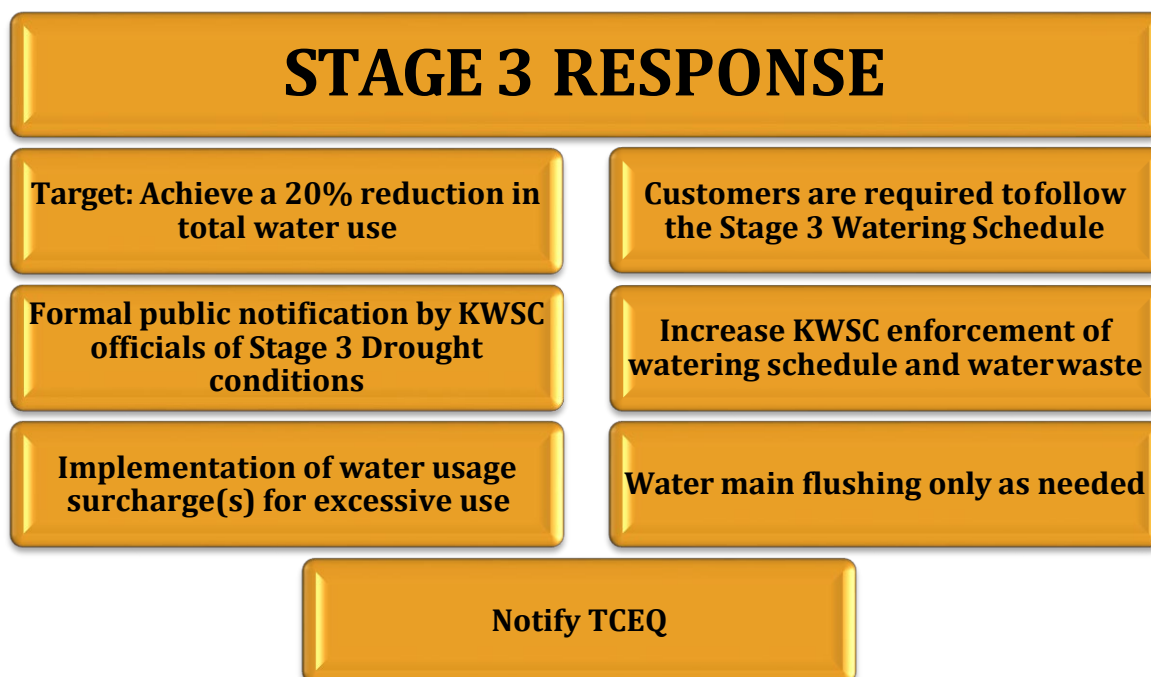 STAGE 3 RESPONSE
Target: Achieve a 20% reduction in
total water use
Customers are required to follow
the Stage 3 Watering Schedule
Formal public notification by KWSC
officials of Stage 3 Drought
conditions
Increase KWSC enforcement of
watering schedule and water waste
Implementation of water usage
surcharge(s) for excessive use
Water main flushing only as needed
Notify TCEQ